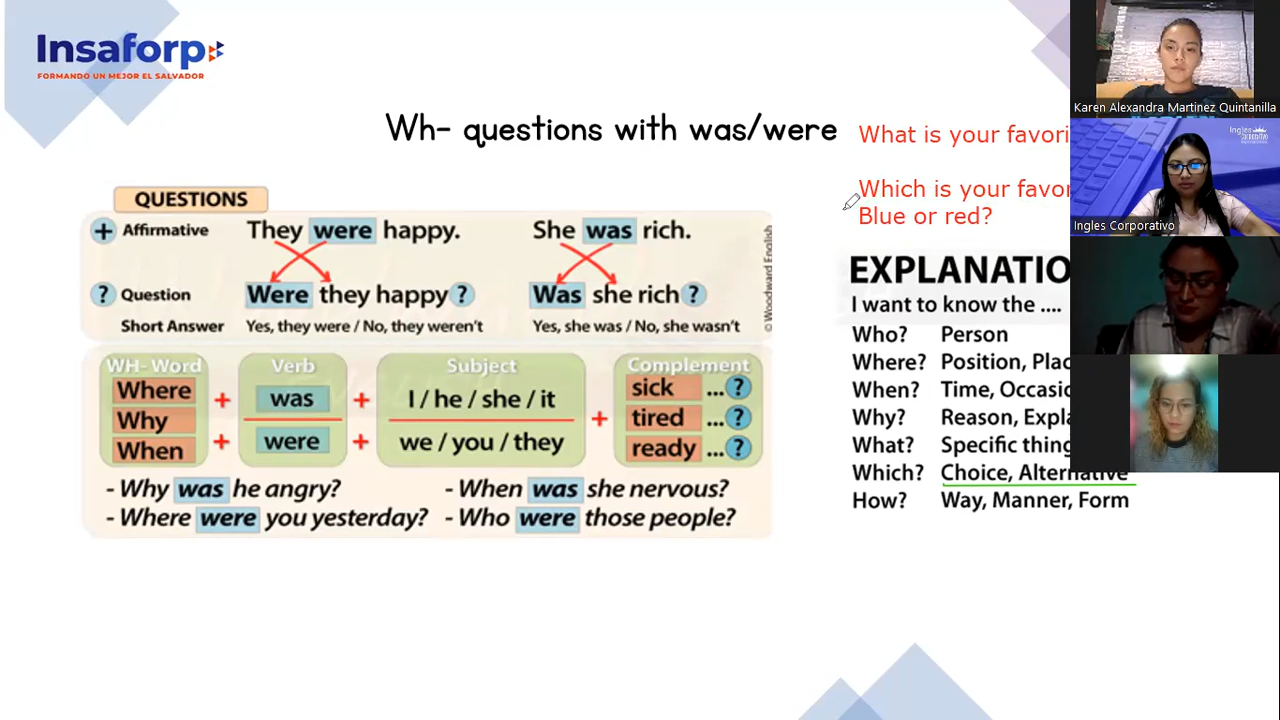 Insaforp
FORMANDO UN MEJOR EL SALVADOR
Wh- questions with was/were
What is your favori
Which is your favor
Blue or red?
QUESTIONS
+ Affirmative They were happy. She was rich.
? Question Were they happy? Was she rich?
Short Answer Yes, they were / No, they weren't Yes, she was / No, she wasn't
© Woodward English
WH- Word Verb Subject Complement
Where was I / he / she / it sick ...?
Why + + + tired ...?
When + were + we / you / they ready ...?
- Why was he angry? - When was she nervous?
- Where were you yesterday? - Who were those people?
EXPLANATIO
I want to know the ....
Who? Person
Where? Position, Plac
When? Time, Occasio
Why? Reason, Expla
What? Specific thing
Which? Choice, Alternative
How? Way, Manner, Form
Karen Alexandra Martinez Quintanilla
Ingles Corporativo